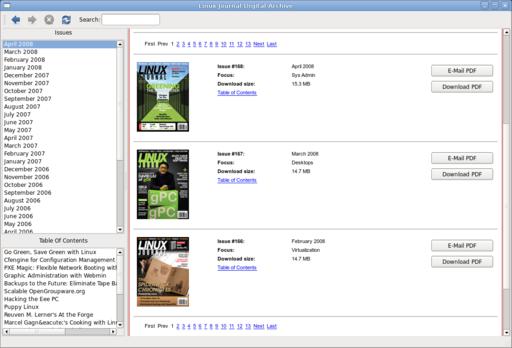 Linux Journal Digital Archive
Search:
Issues
April 2008
March 2008
February 2008
January 2008
December 2007
November 2007
October 2007
September 2007
August 2007
July 2007
June 2007
May 2007
April 2007
March 2007
February 2007
January 2007
December 2006
November 2006
October 2006
September 2006
August 2006
July 2006
June 2006
May 2006
April 2006
Table Of Contents
Go Green, Save Green with Linux
Cfengine for Configuration Management
PXE Magic: Flexible Network Booting with
Graphic Administration with Webmin
Backups to the Future: Eliminate Tape Ba
Scalable OpenGroupware.org
Hacking the Eee PC
Puppy Linux
Reuven M. Lerner's At the Forge
Marcel Gagn&eacute;'s Cooking with Lin
First Prev 1 2 3 4 5 6 7 8 9 10 11 12 13 Next Last
LINUX
JOURNAL
GREENING
Issue #168: April 2008
Focus: Sys Admin
Download size: 15.3 MB
Table of Contents
E-Mail PDF
Download PDF
LINUX
JOURNAL
gPC
gPC
Issue #167: March 2008
Focus: Desktops
Download size: 14.7 MB
Table of Contents
E-Mail PDF
Download PDF
LINUX
JOURNAL
Issue #166: February 2008
Focus: Virtualization
Download size: 14.7 MB
Table of Contents
E-Mail PDF
Download PDF
First Prev 1 2 3 4 5 6 7 8 9 10 11 12 13 Next Last